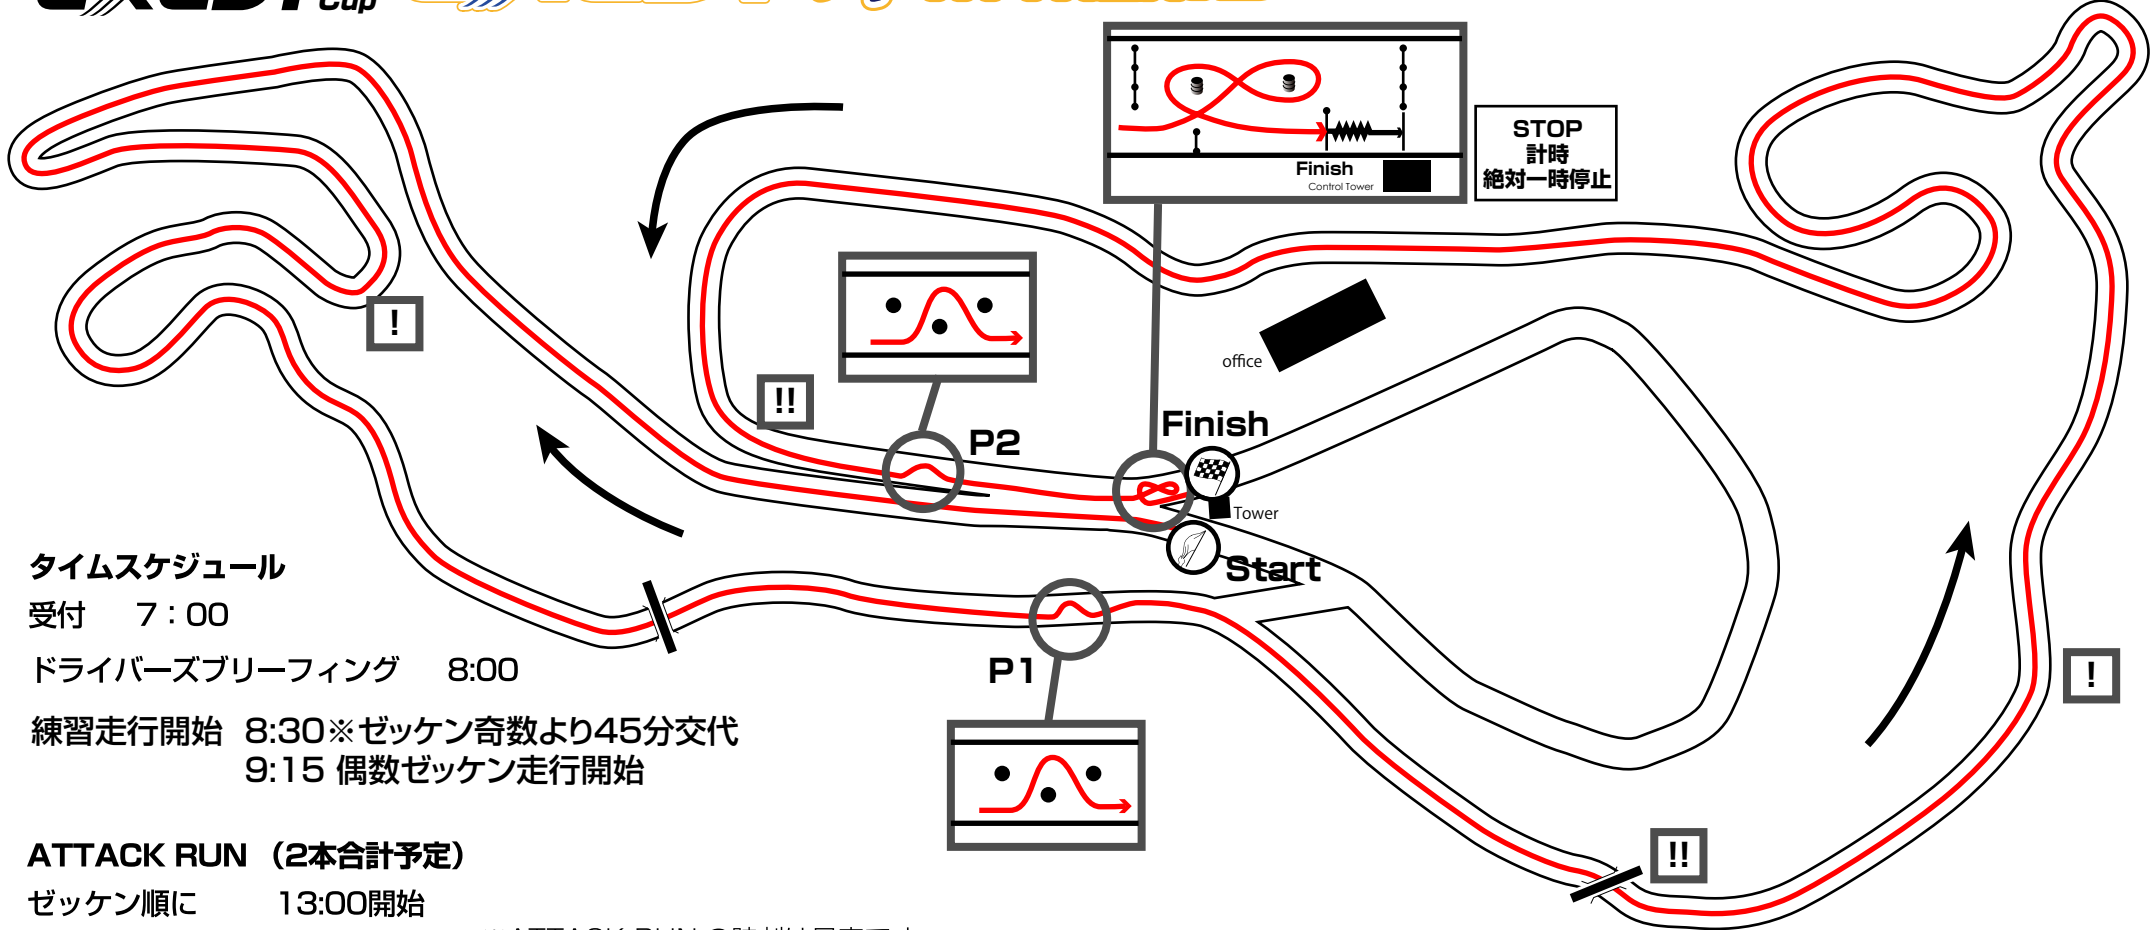 Cup
STOP
計時
絶対一時停止
Finish
Control Tower
!
!!
office
P2
Finish
Tower
Start
P1
!
!!
タイムスケジュール
受付 7：00
ドライバーズブリーフィング 8:00
練習走行開始 8:30※ゼッケン奇数より45分交代
9:15 偶数ゼッケン走行開始
ATTACK RUN （2本合計予定）
ゼッケン順に 13:00開始